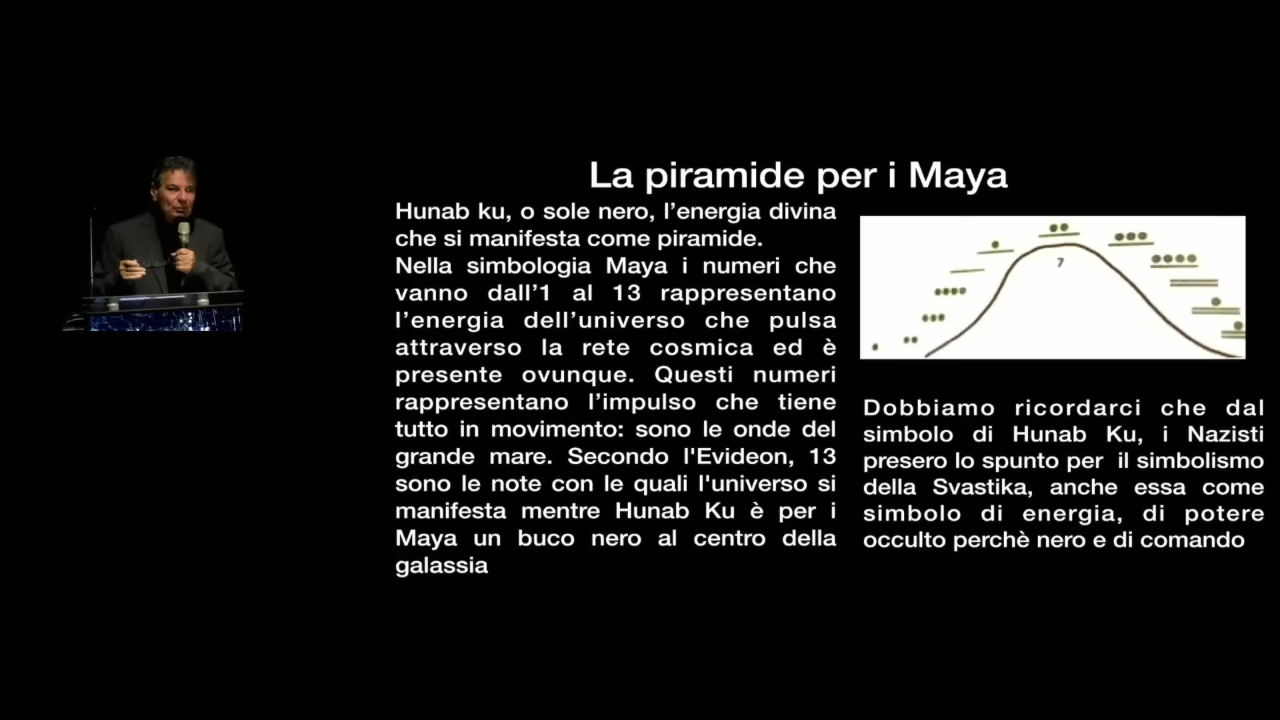 La piramide per i Maya
Hunab ku, o sole nero, l'energia divina
che si manifesta come piramide.
Nella simbologia Maya i numeri che
vanno dall'1 al 13 rappresentano
l'energia dell'universo che pulsa
attraverso la rete cosmica ed è
presente ovunque. Questi numeri
rappresentano l'impulso che tiene
tutto in movimento: sono le onde del
grande mare. Secondo l'Evideon, 13
sono le note con le quali l'universo si
manifesta mentre Hunab Ku è per i
Maya un buco nero al centro della
galassia
7
Dobbiamo ricordarci che dal
simbolo di Hunab Ku, i Nazisti
presero lo spunto per il simbolismo
della Svastika, anche essa come
simbolo di energia, di potere
occulto perchè nero e di comando